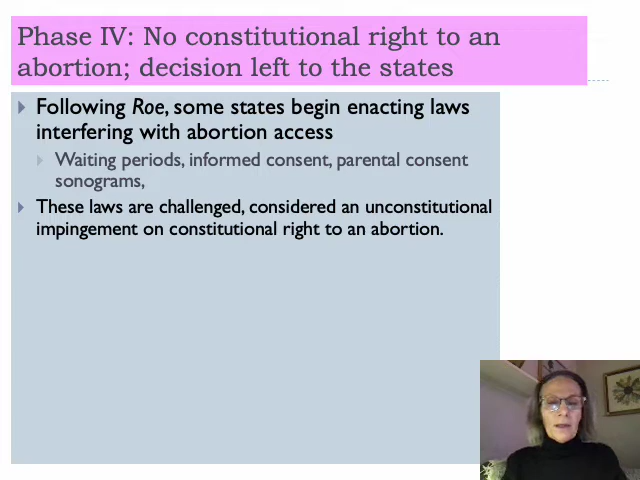 Phase IV: No constitutional right to an
abortion; decision left to the states
Following Roe, some states begin enacting laws
interfering with abortion access
Waiting periods, informed consent, parental consent
sonograms,
These laws are challenged, considered an unconstitutional
impingement on constitutional right to an abortion.